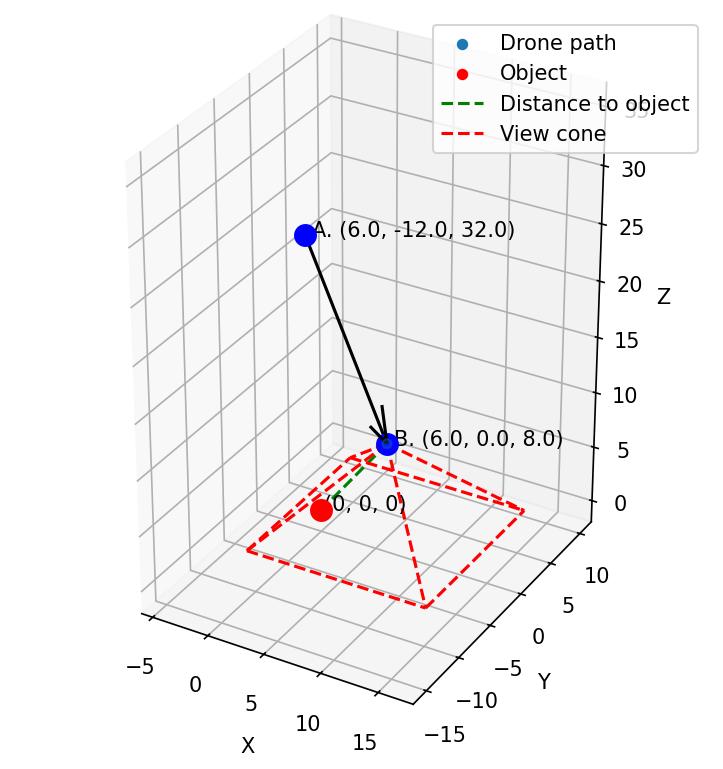 Drone path
Object
Distance to object
View cone
35
30
25
20
15
10
5
0
Z
A. (6.0, -12.0, 32.0)
B. (6.0, 0.0, 8.0)
(0, 0, 0)
10
5
0
−5
−10
−15
Y
−5
0
5
10
15
X